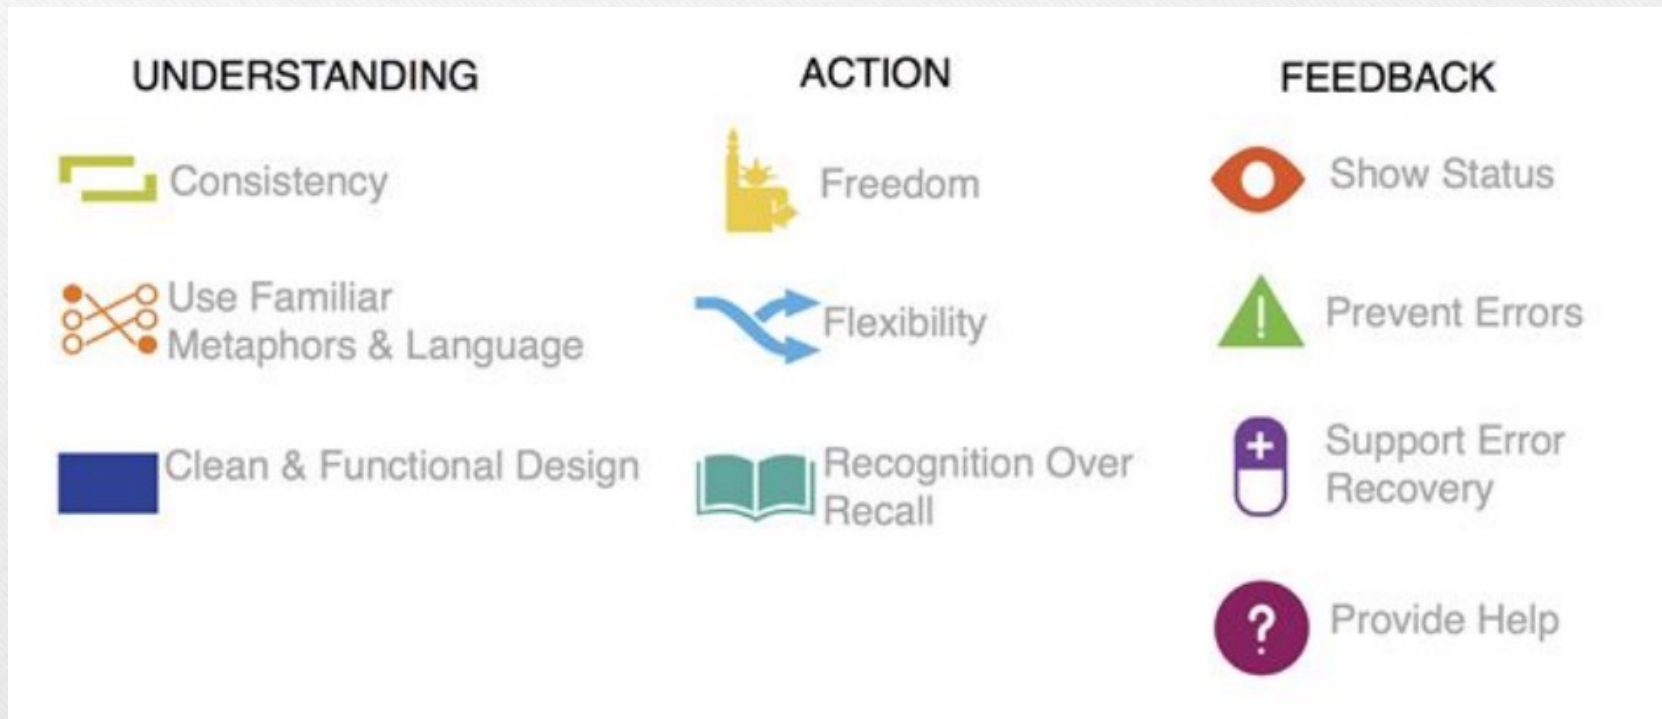 UNDERSTANDING
Consistency
Use Familiar
Metaphors & Language
Clean & Functional Design
ACTION
Freedom
Flexibility
Recognition Over
Recall
FEEDBACK
Show Status
!
Prevent Errors
+
Support Error
Recovery
?
Provide Help